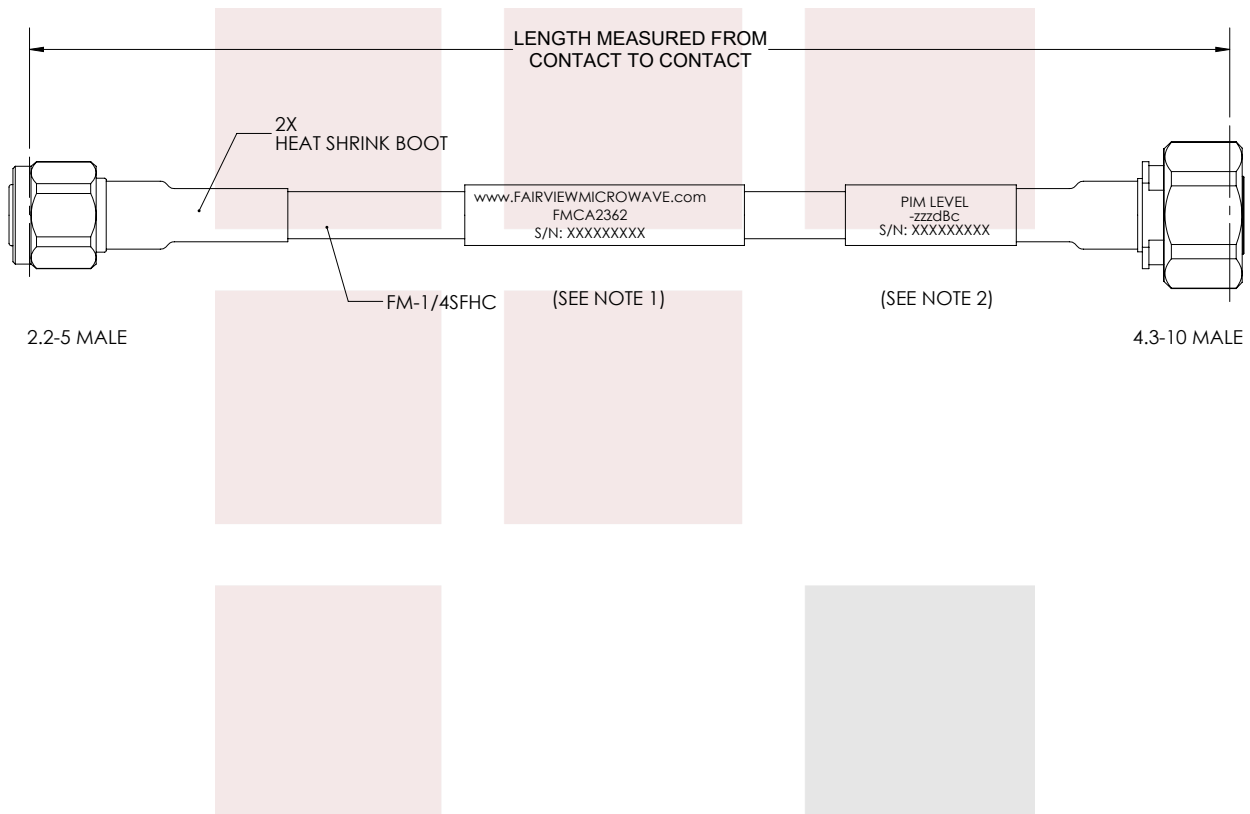 LENGTH MEASURED FROM
CONTACT TO CONTACT
2X
HEAT SHRINK BOOT
www.FAIRVIEWMICROWAVE.com
FMCA2362
S/N: XXXXXXXXX
PIM LEVEL
-zzzdBc
S/N: XXXXXXXXX
FM-1/4SFHC
(SEE NOTE 1)
(SEE NOTE 2)
2.2-5 MALE
4.3-10 MALE